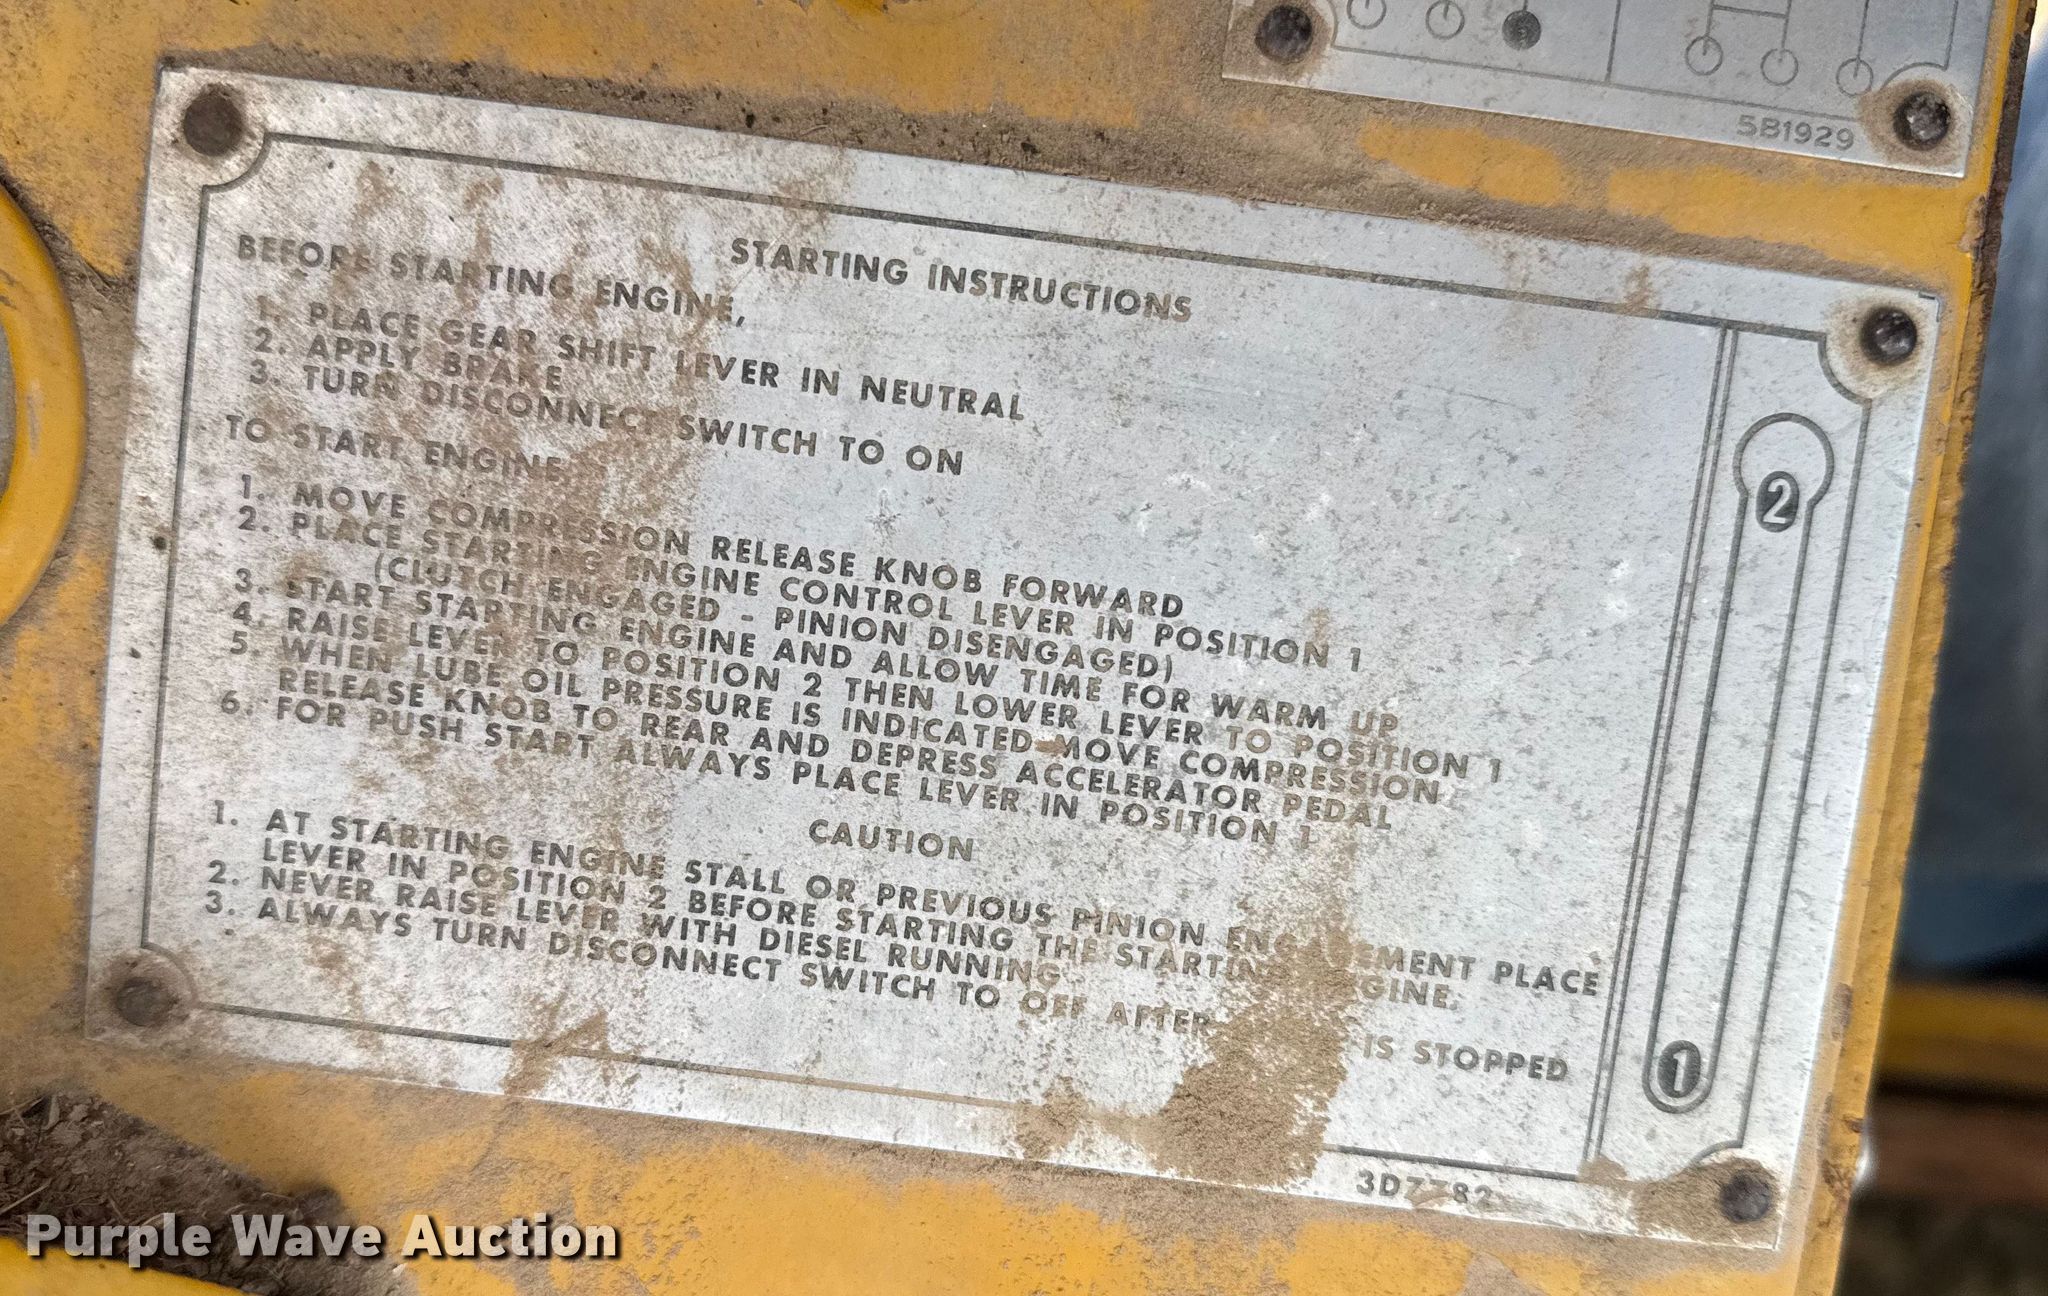 5B1929
STARTING INSTRUCTIONS
BEFORE STARTING ENGINE,
1. PLACE GEAR SHIFT LEVER IN NEUTRAL
2. APPLY BRAKE
3. TURN DISCONNECT SWITCH TO ON
TO START ENGINE
1. MOVE COMPRESSION RELEASE KNOB FORWARD
2. PLACE STARTING ENGINE CONTROL LEVER IN POSITION 1
(CLUTCH ENGAGED - PINION DISENGAGED)
3. START STARTING ENGINE AND ALLOW TIME FOR WARM UP
4. RAISE LEVER TO POSITION 2 THEN LOWER LEVER TO POSITION 1
5. WHEN LUBE OIL PRESSURE IS INDICATED MOVE COMPRESSION
RELEASE KNOB TO REAR AND DEPRESS ACCELERATOR PEDAL
6. FOR PUSH START ALWAYS PLACE LEVER IN POSITION 1
CAUTION
1. AT STARTING ENGINE STALL OR PREVIOUS PINION ENGAGEMENT PLACE
LEVER IN POSITION 2 BEFORE STARTING THE STARTING ENGINE.
2. NEVER RAISE LEVER WITH DIESEL RUNNING
3. ALWAYS TURN DISCONNECT SWITCH TO OFF AFTER IS STOPPED
2
1
3D7782
Purple Wave Auction